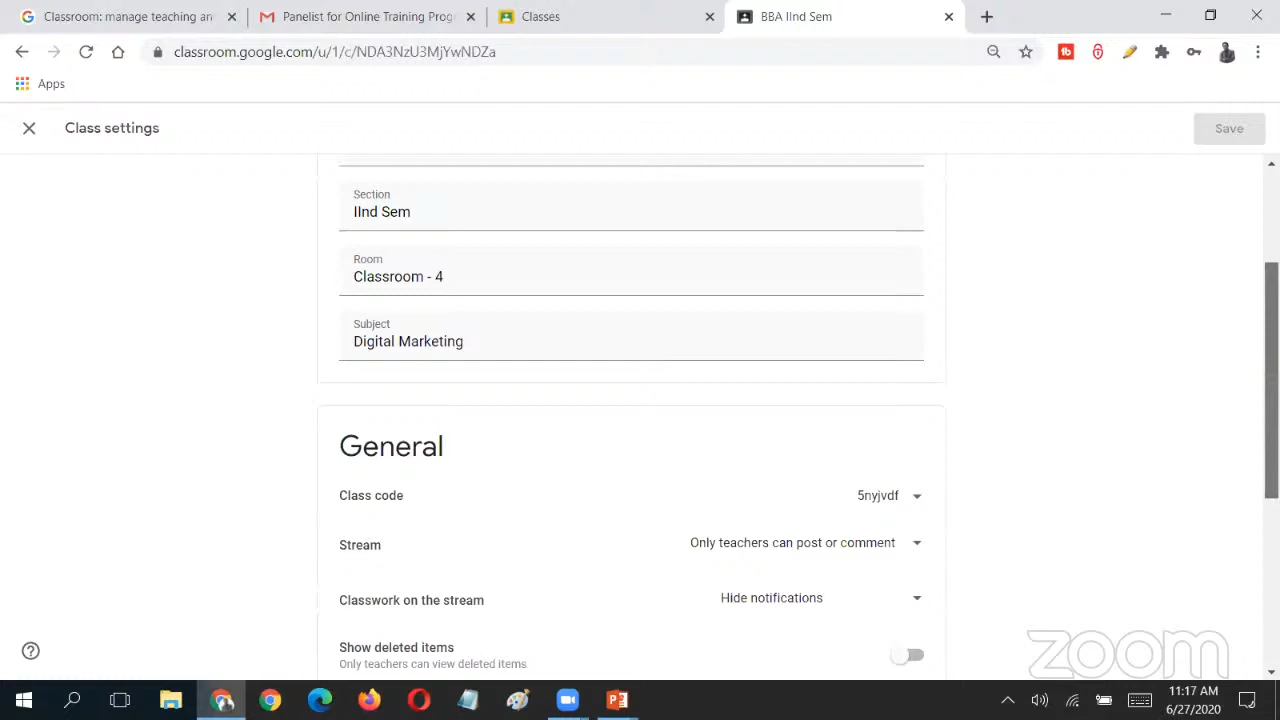 Classroom: manage teaching an
Panelist for Online Training Prog
Classes
BBA IInd Sem
classroom.google.com/u/1/c/NDA3NzU3MjYwNDZa
Apps
Class settings
Save
Section
IInd Sem
Room
Classroom - 4
Subject
Digital Marketing
General
Class code
5nyjvdf
Stream
Only teachers can post or comment
Classwork on the stream
Hide notifications
Show deleted items
Only teachers can view deleted items.
zoom
11:17 AM
6/27/2020